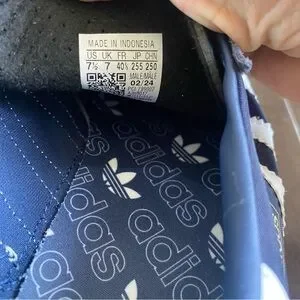 MADE IN INDONESIA
US UK FR JP CHN
7½ 7 40⅔ 255 250
MALE/MALE
02/24
adidas
adidas
adidas
adidas